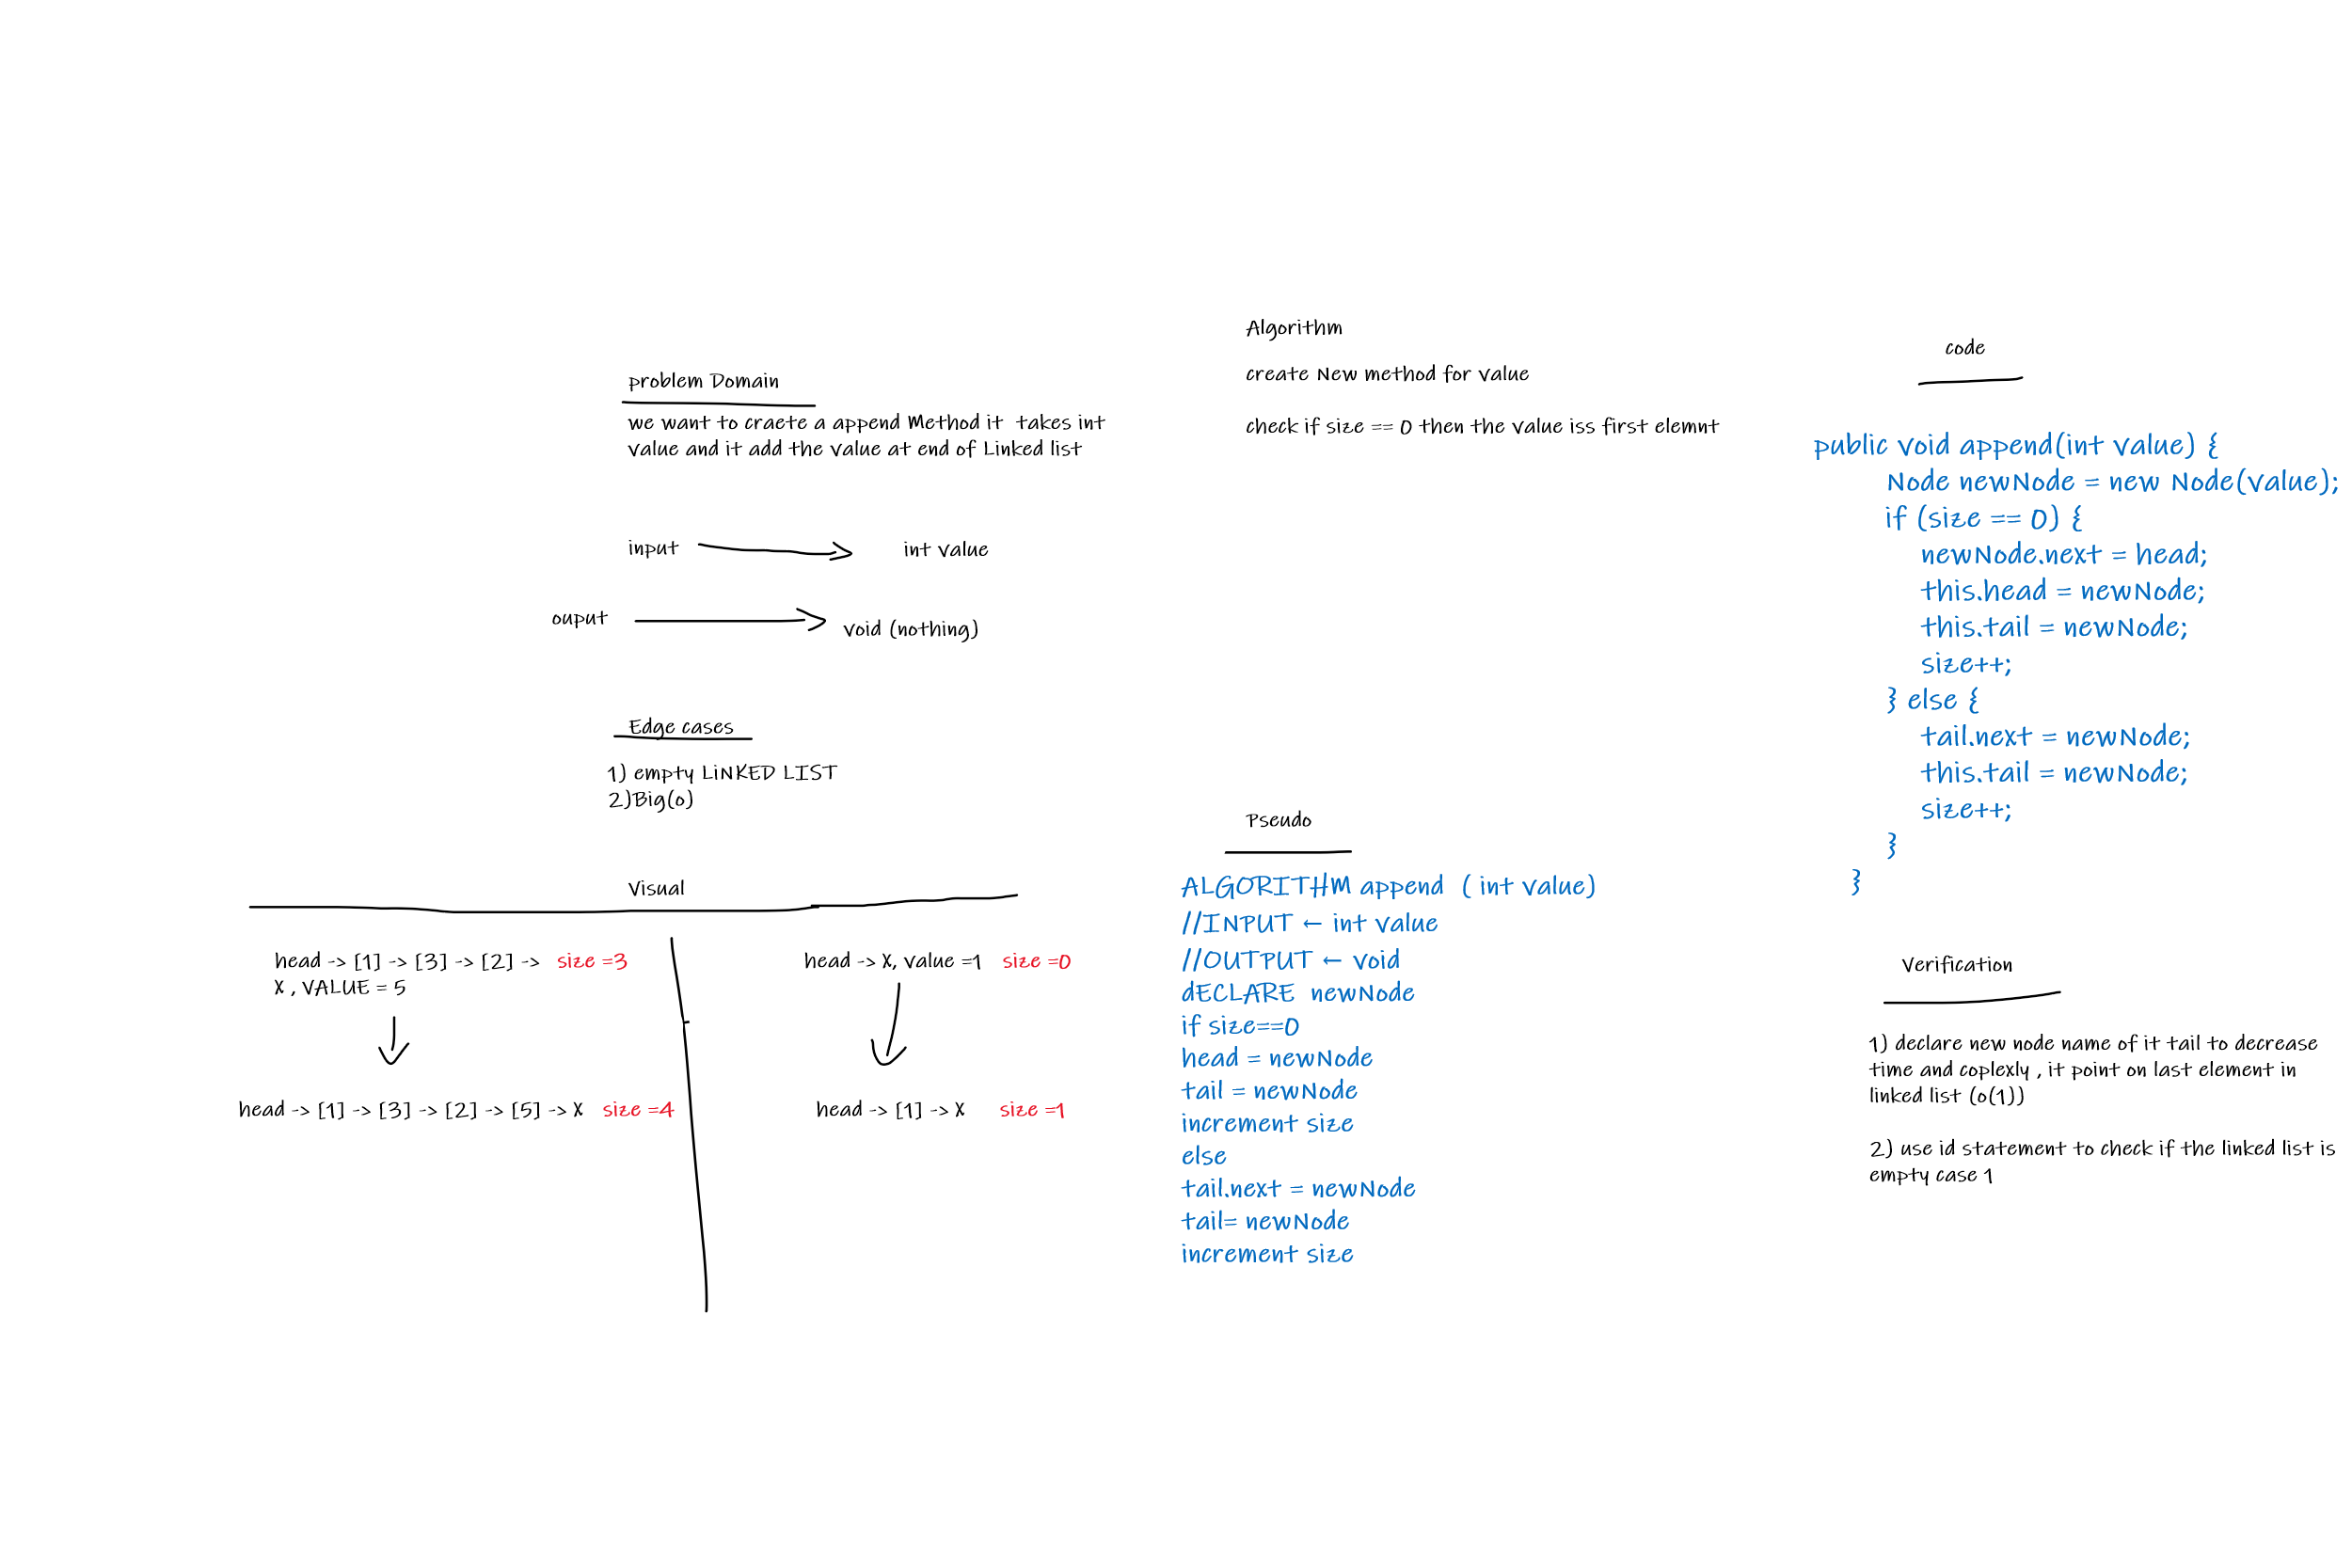 problem Domain
we want to craete a append Method it takes int
value and it add the value at end of Linked list
input
int value
ouput
void (nothing)
Edge cases
1) empty LiNKED LIST
2)Big(o)
Visual
head -> [1] -> [3] -> [2] -> size =3
X , VALUE = 5
head -> [1] -> [3] -> [2] -> [5] -> X size =4
head -> X, value =1 size =0
head -> [1] -> X size =1
Algorithm
create New method for value
check if size == 0 then the value iss first elemnt
Pseudo
ALGORITHM append ( int value)
//INPUT ← int value
//OUTPUT ← void
dECLARE newNode
if size==0
head = newNode
tail = newNode
increment size
else
tail.next = newNode
tail= newNode
increment size
code
public void append(int value) {
Node newNode = new Node(value);
if (size == 0) {
newNode.next = head;
this.head = newNode;
this.tail = newNode;
size++;
} else {
tail.next = newNode;
this.tail = newNode;
size++;
}
}
Verification
1) declare new node name of it tail to decrease
time and coplexly , it point on last element in
linked list (o(1))
2) use id statement to check if the linked list is
empty case 1